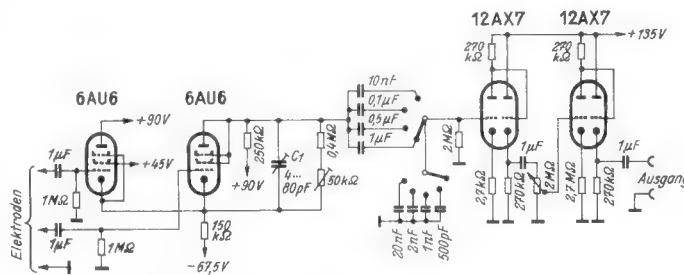 12AX7
12AX7
270 kΩ
270 kΩ
+135V
6AU6
6AU6
10nF
0,1µF
0,5µF
1µF
+90V
+45V
1µF
1MΩ
1µF
1MΩ
Elektroden
250kΩ
+90V
C1
4...
80pF
0,4MΩ
50kΩ
150
kΩ
-67,5V
2MΩ
20nF
2nF
1nF
500pF
2,7kΩ
270kΩ
1µF
2MΩ
2,7MΩ
270kΩ
1µF
Ausgang